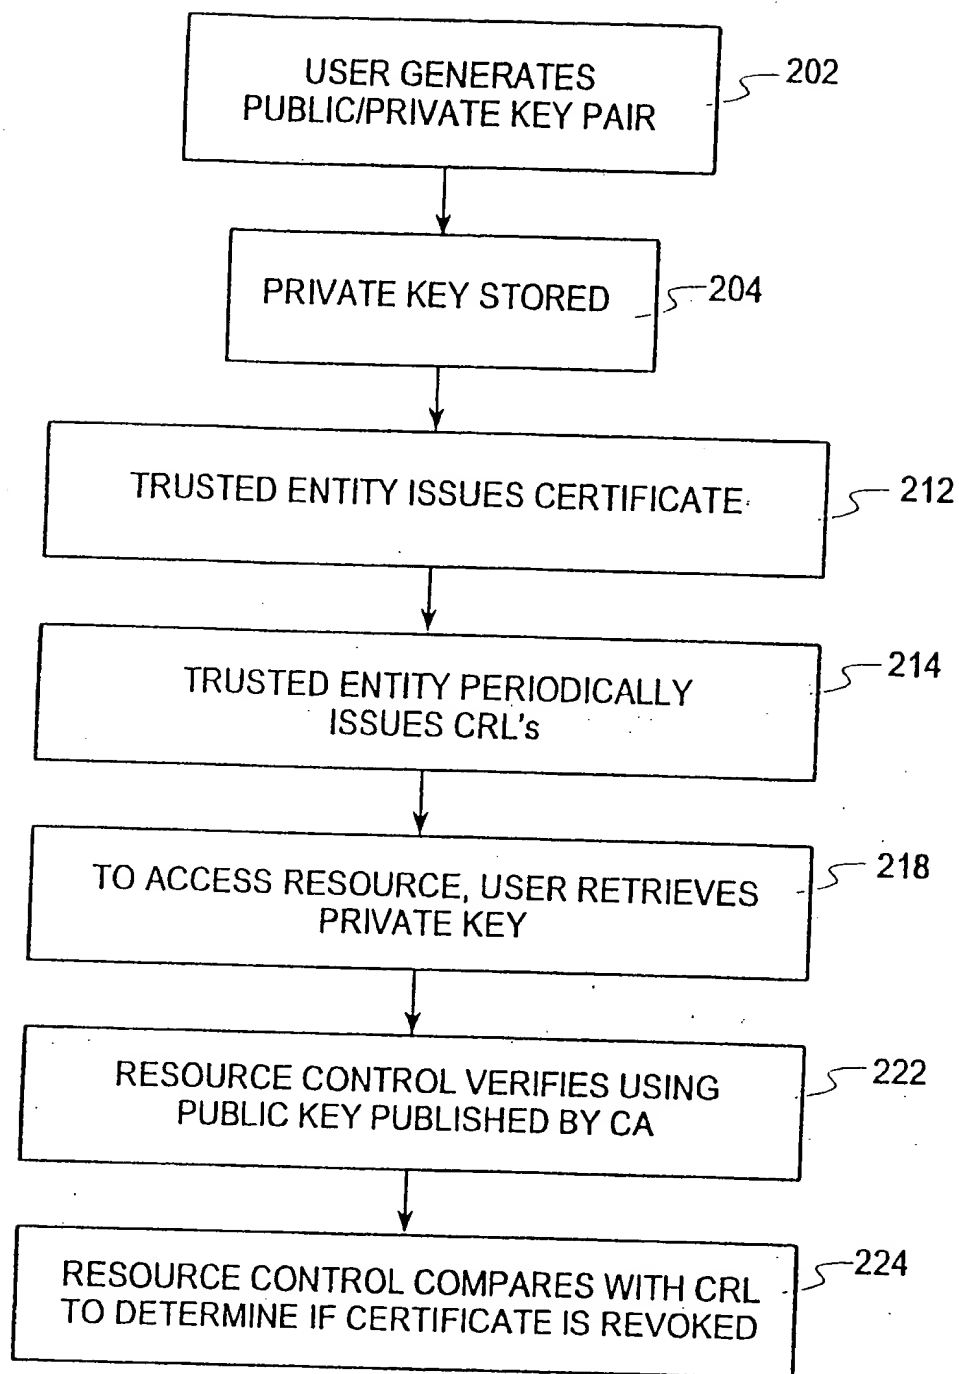 USER GENERATES
PUBLIC/PRIVATE KEY PAIR
202
PRIVATE KEY STORED
204
TRUSTED ENTITY ISSUES CERTIFICATE
212
TRUSTED ENTITY PERIODICALLY
ISSUES CRL's
214
TO ACCESS RESOURCE, USER RETRIEVES
PRIVATE KEY
218
RESOURCE CONTROL VERIFIES USING
PUBLIC KEY PUBLISHED BY CA
222
RESOURCE CONTROL COMPARES WITH CRL
TO DETERMINE IF CERTIFICATE IS REVOKED
224